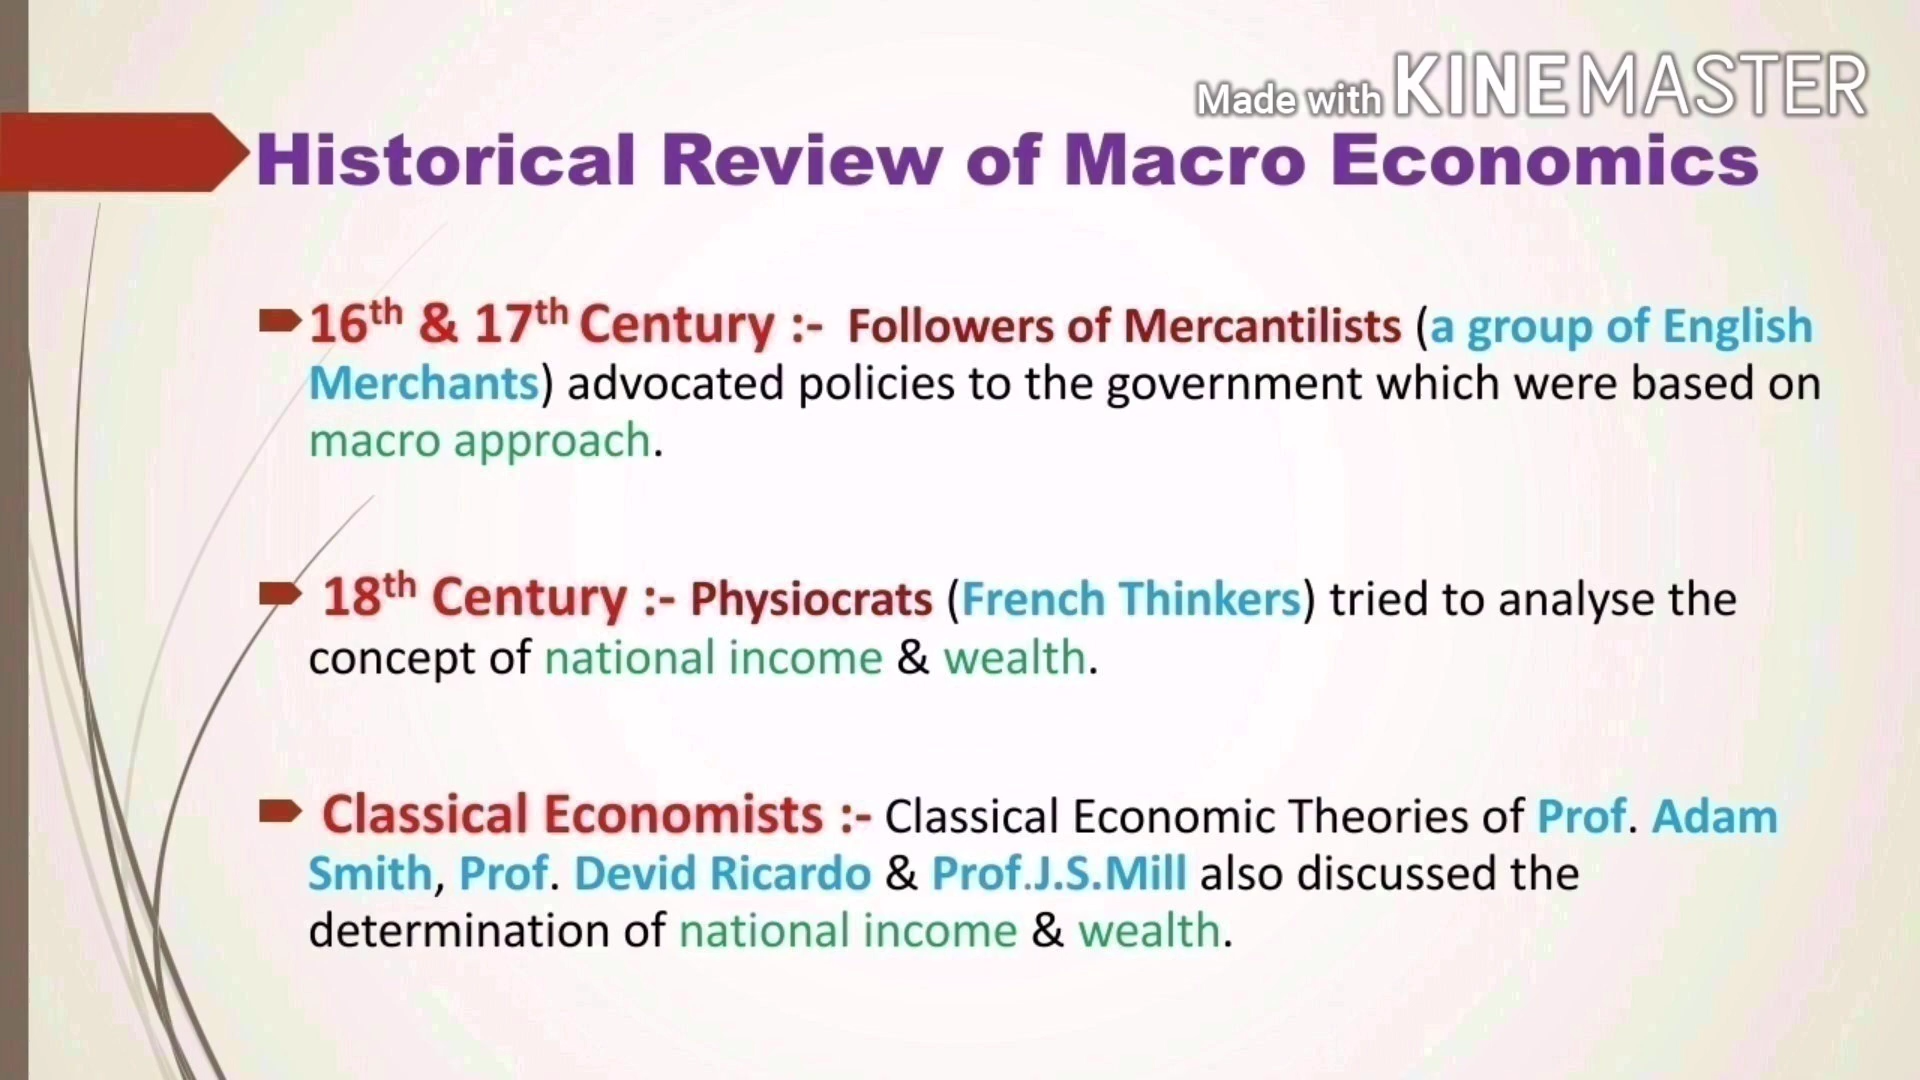 Made with KINEMASTER
Historical Review of Macro Economics
16th & 17th Century :- Followers of Mercantilists (a group of English
Merchants) advocated policies to the government which were based on
macro approach.
18th Century :- Physiocrats (French Thinkers) tried to analyse the
concept of national income & wealth.
Classical Economists :- Classical Economic Theories of Prof. Adam
Smith, Prof. Devid Ricardo & Prof.J.S.Mill also discussed the
determination of national income & wealth.